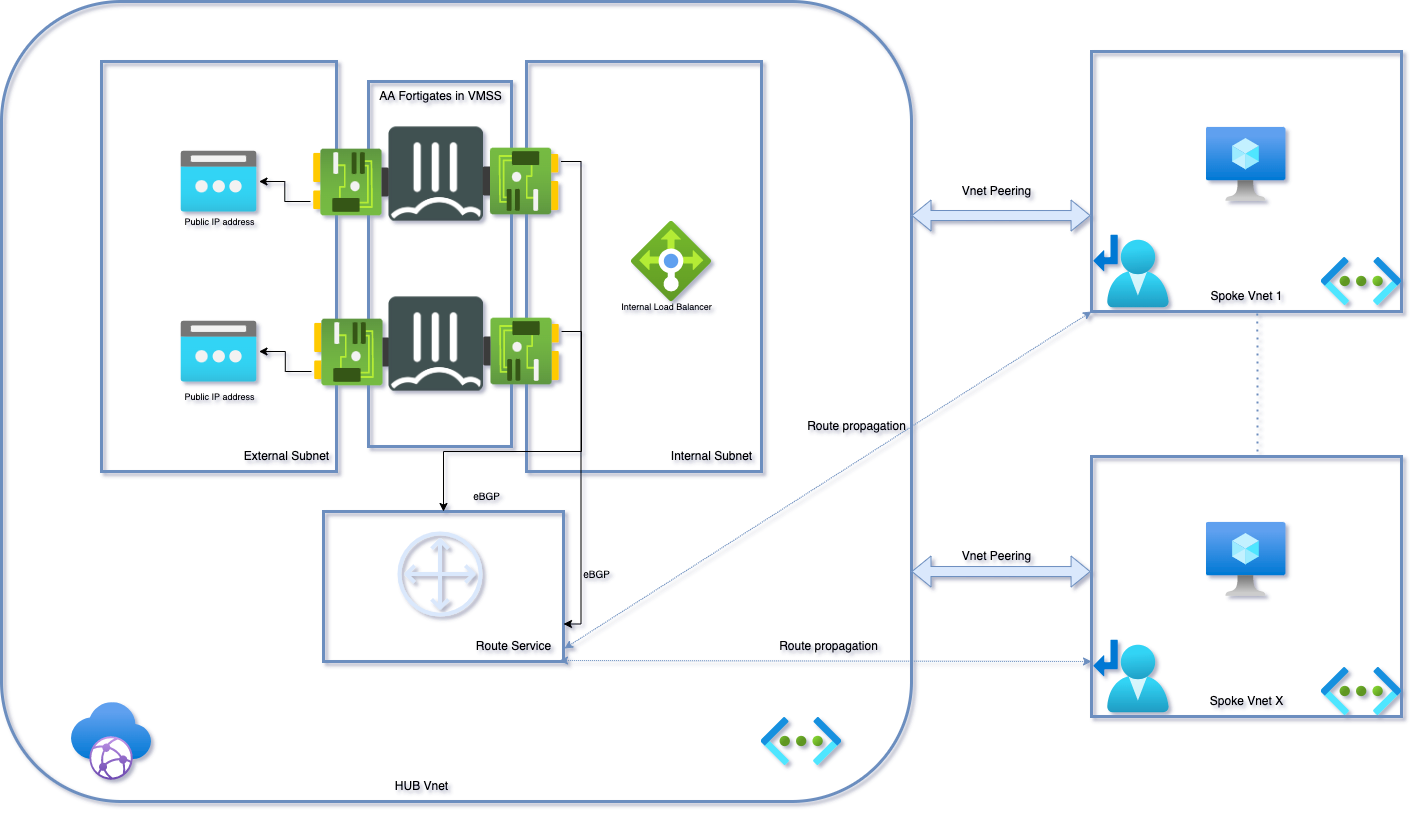 AA Fortigates in VMSS
Public IP address
Internal Load Balancer
Public IP address
External Subnet
Internal Subnet
eBGP
eBGP
Route Service
HUB Vnet
Vnet Peering
Spoke Vnet 1
Route propagation
Vnet Peering
Route propagation
Spoke Vnet X